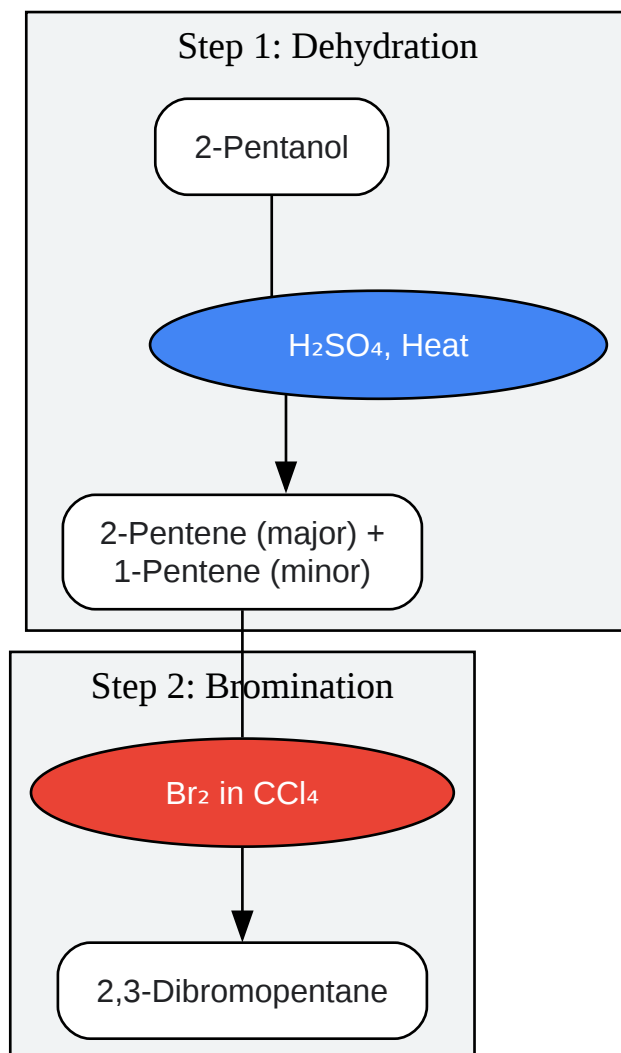 Step 1: Dehydration
2-Pentanol
H₂SO₄, Heat
2-Pentene (major) +
1-Pentene (minor)
Step 2: Bromination
Br₂ in CCl₄
2,3-Dibromopentane